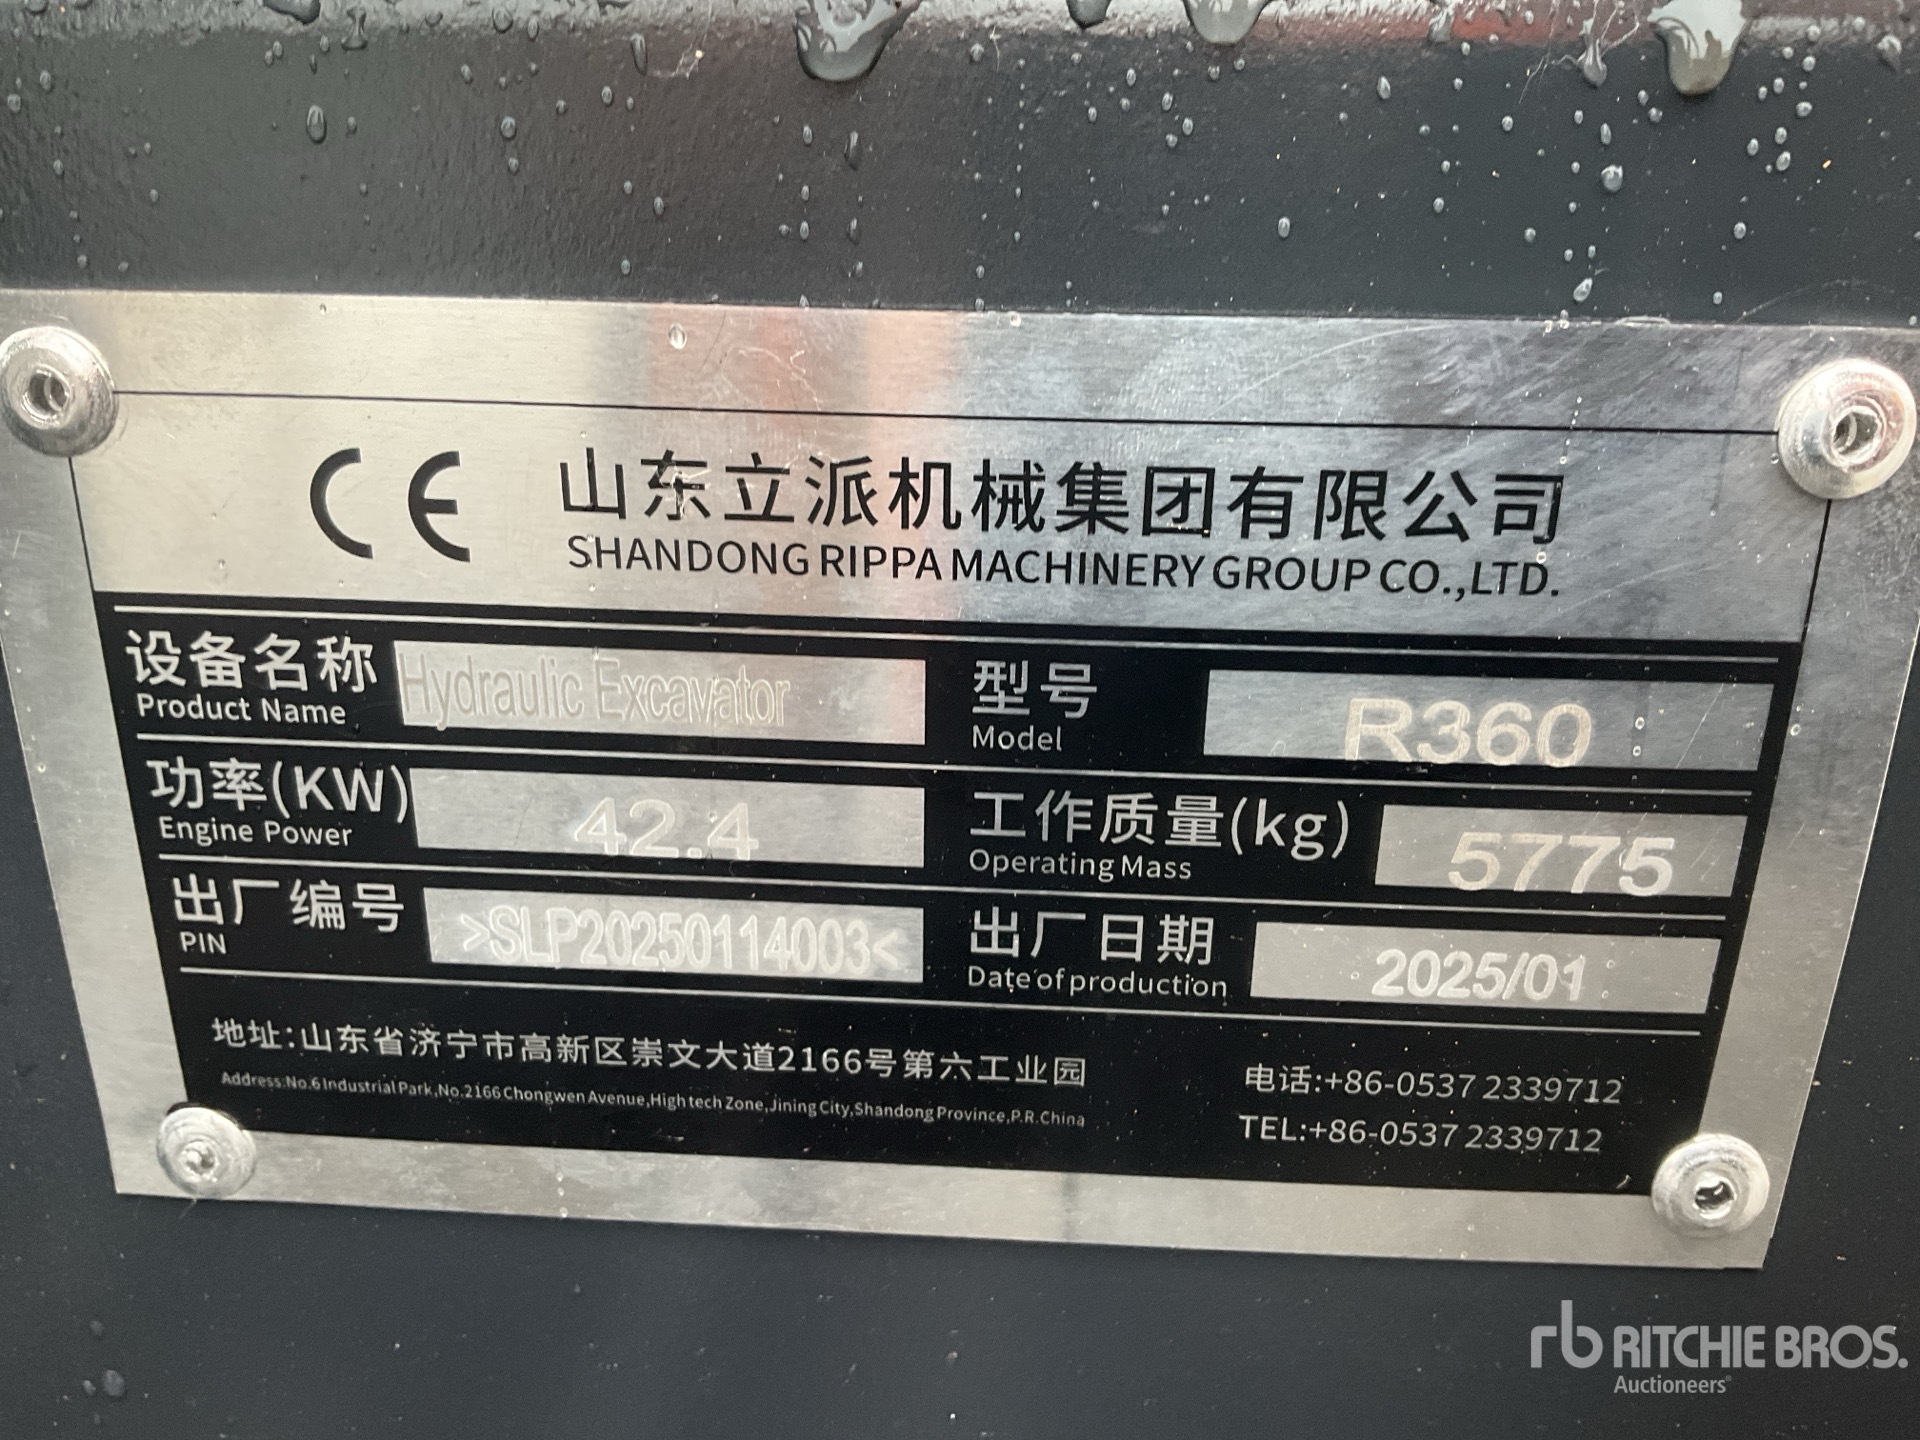 CE 山东立派机械集团有限公司
SHANDONG RIPPA MACHINERY GROUP CO.,LTD.
设备名称 Hydraulic Excavator 型号 R360
Product Name Model
功率(KW) 42.4 工作质量(kg) 5775
Engine Power Operating Mass
出厂编号 >SLP20250114003< 出厂日期 2025/01
PIN Date of production
地址:山东省济宁市高新区崇文大道2166号第六工业园 电话:+86-0537 2339712
Address:No.6 Industrial Park,No.2166 Chongwen Avenue,High tech Zone,Jining City,Shandong Province,P.R.China TEL:+86-0537 2339712
rb RITCHIE BROS.
Auctioneers